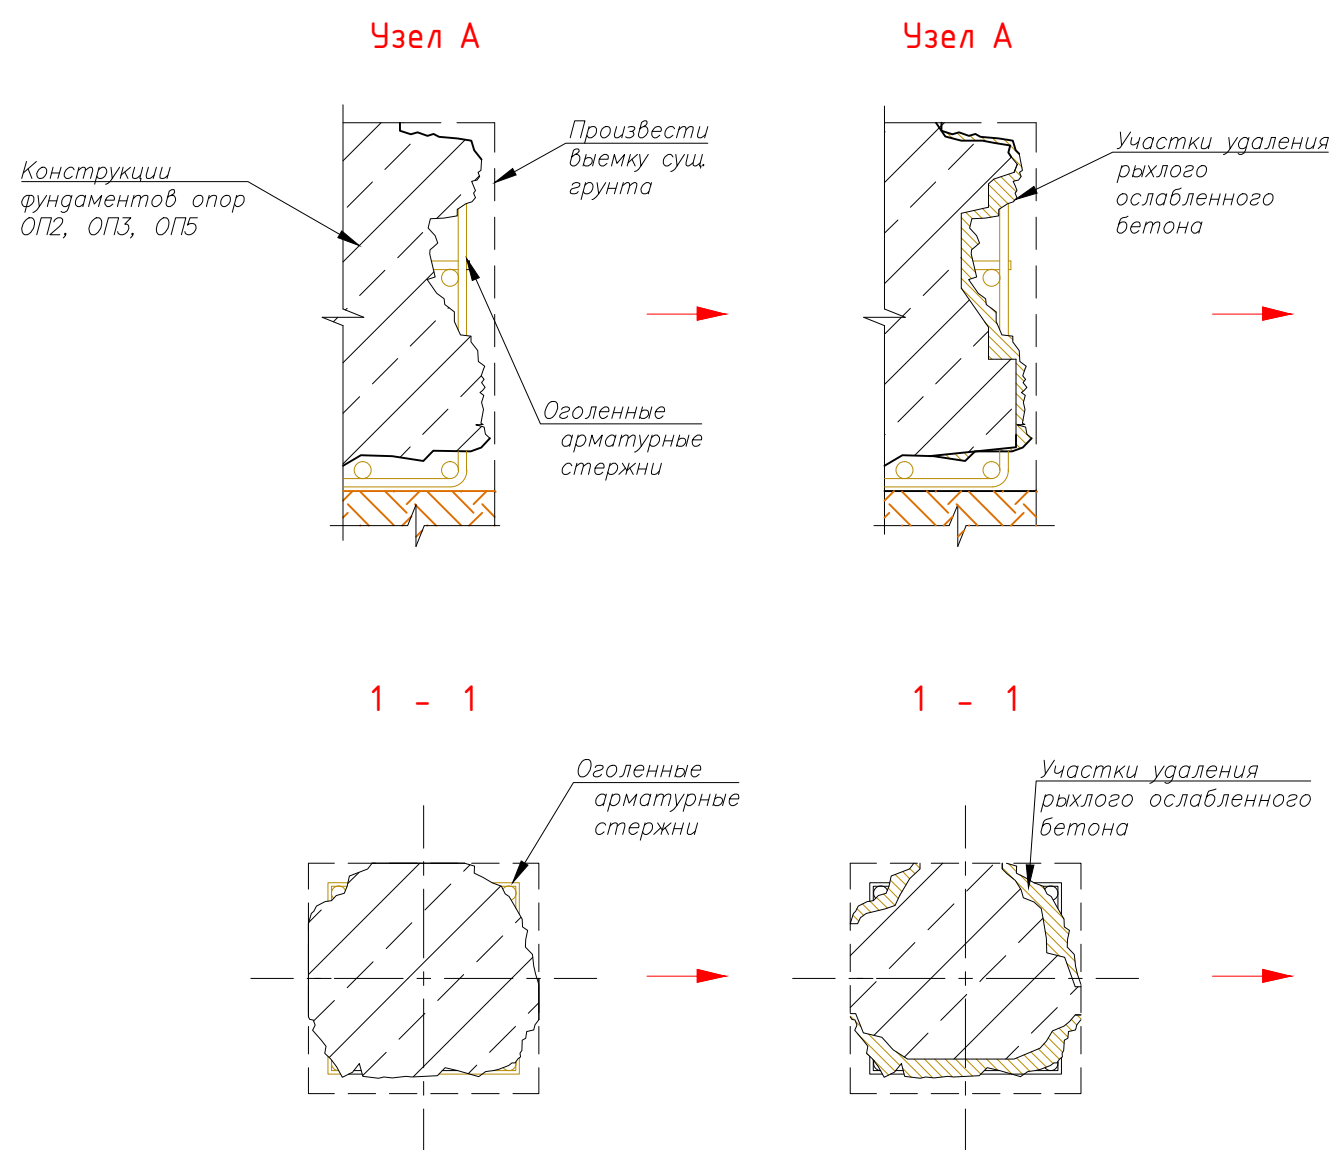 Узел А
Узел А
Конструкции
фундаментов опор
ОП2, ОП3, ОП5
Произвести
выемку сущ.
грунта
Оголенные
арматурные
стержни
Участки удаления
рыхлого
ослабленного
бетона
1 - 1
1 - 1
Оголенные
арматурные
стержни
Участки удаления
рыхлого ослабленного
бетона